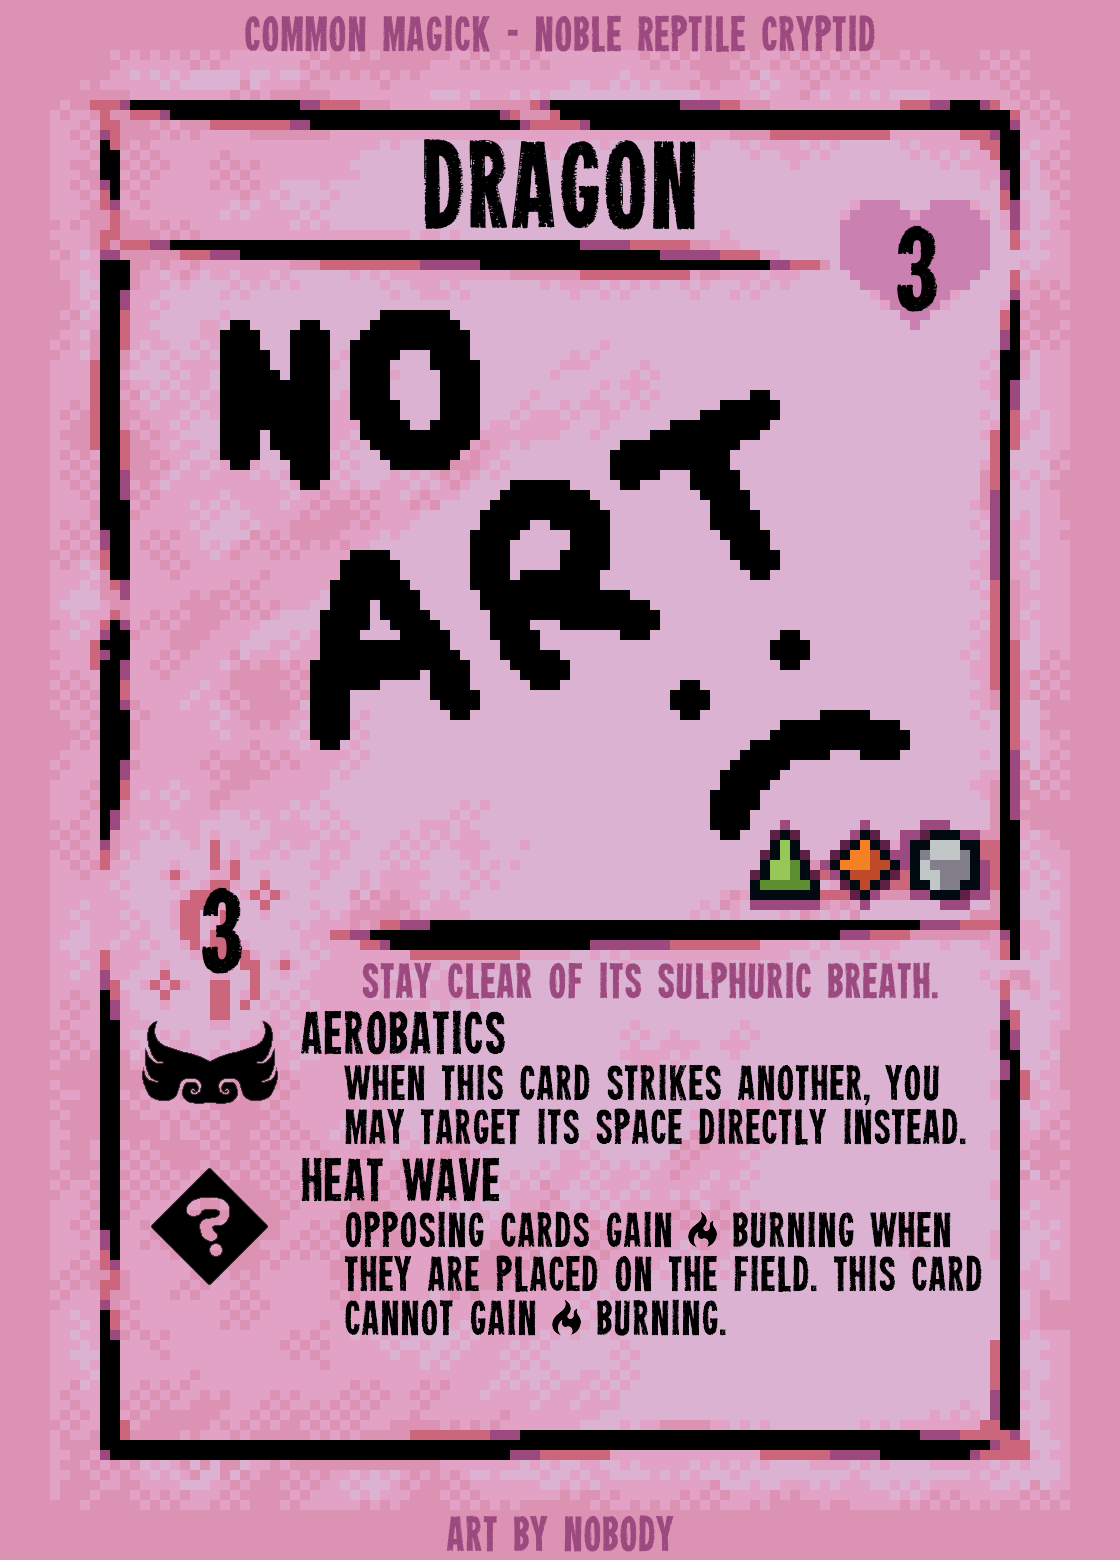 COMMON MAGICK - NOBLE REPTILE CRYPTID
DRAGON
3
NO
ART
:(
3
STAY CLEAR OF ITS SULPHURIC BREATH.
AEROBATICS
WHEN THIS CARD STRIKES ANOTHER, YOU
MAY TARGET ITS SPACE DIRECTLY INSTEAD.
HEAT WAVE
?
OPPOSING CARDS GAIN 🔥 BURNING WHEN
THEY ARE PLACED ON THE FIELD. THIS CARD
CANNOT GAIN 🔥 BURNING.
ART BY NOBODY